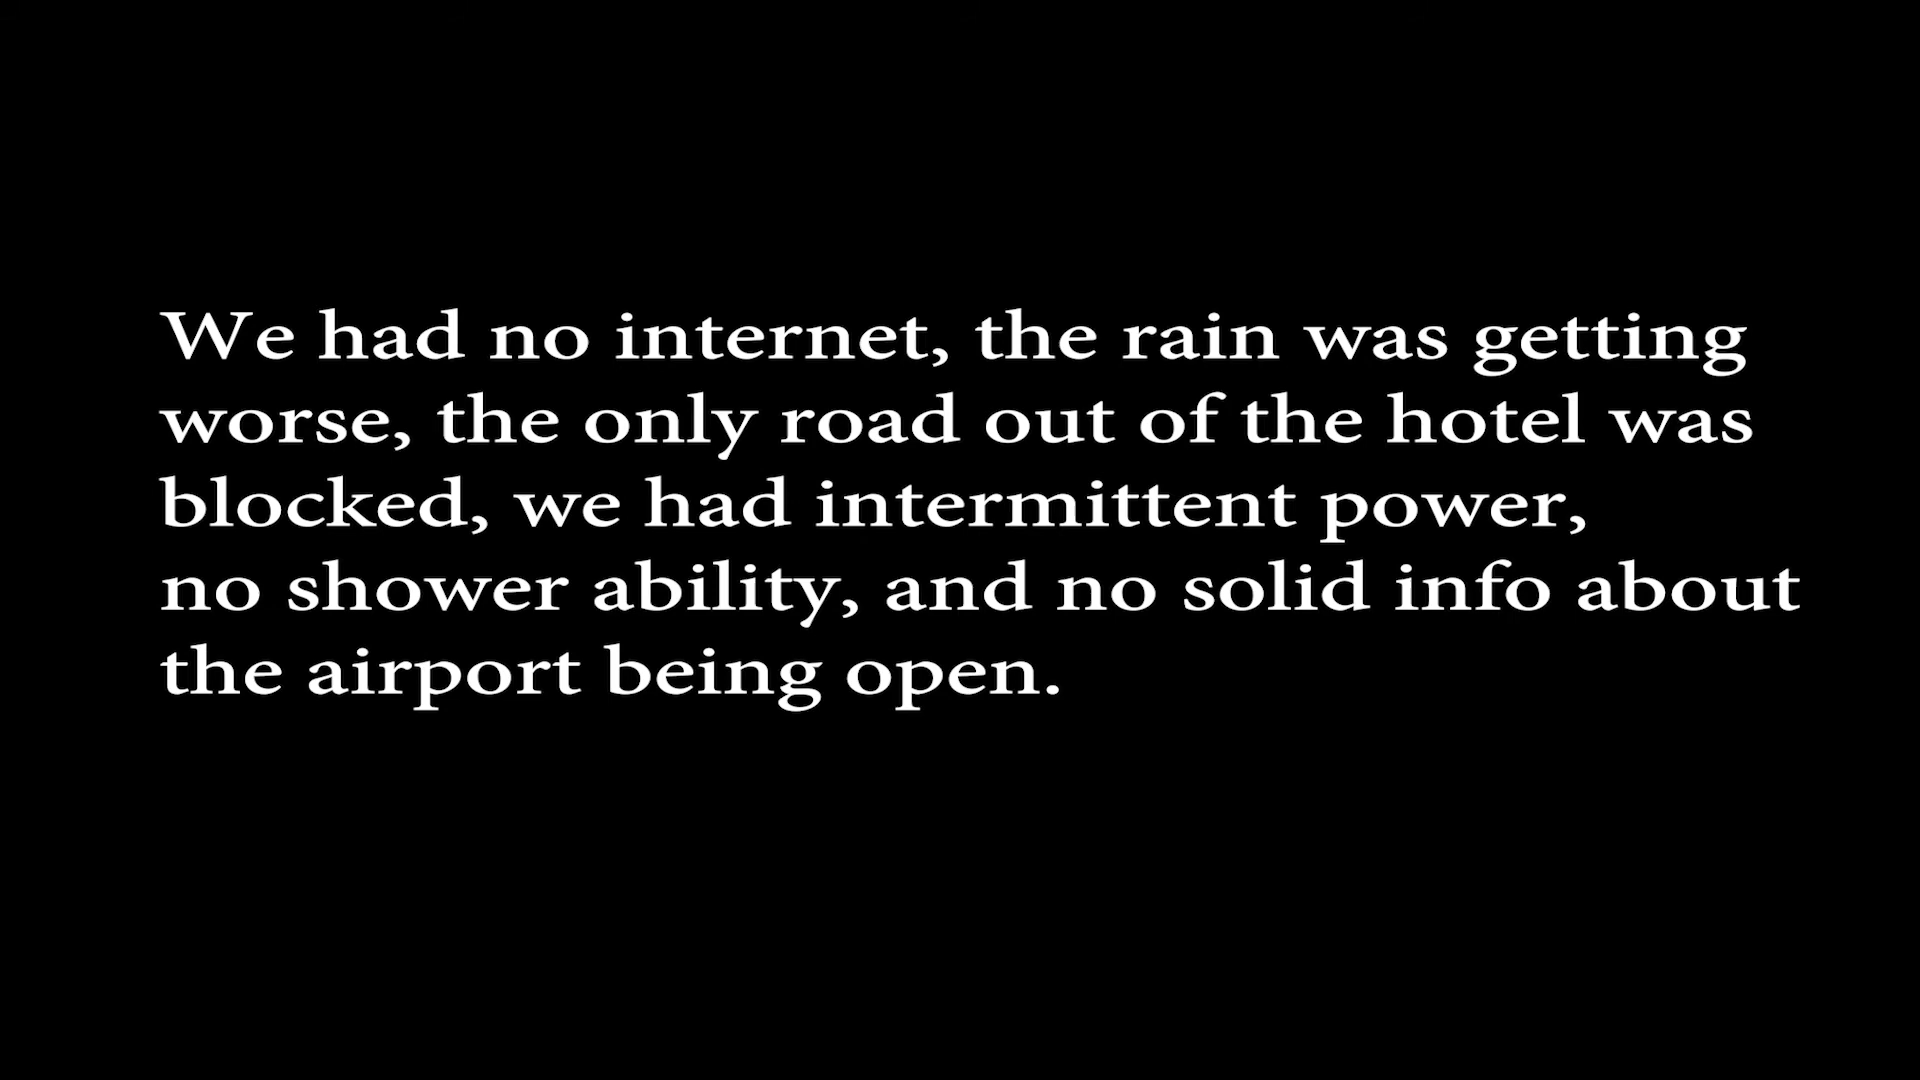 We had no internet, the rain was getting
worse, the only road out of the hotel was
blocked, we had intermittent power,
no shower ability, and no solid info about
the airport being open.